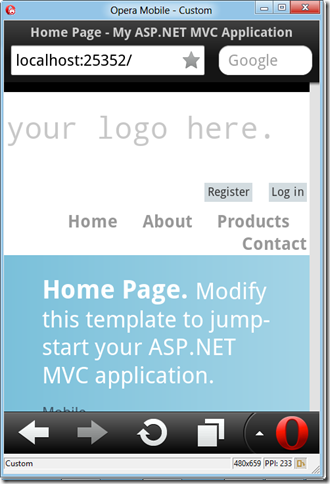 Opera Mobile - Custom
Home Page - My ASP.NET MVC Application
localhost:25352/
Google
your logo here.
Register Log in
Home About Products
Contact
Home Page. Modify
this template to jump-
start your ASP.NET
MVC application.
Mobile
Custom 480x659 PPI: 233